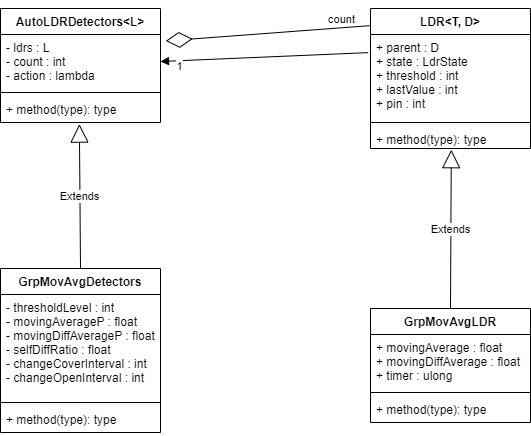 AutoLDRDetectors<L>
- ldrs : L
- count : int
- action : lambda
+ method(type): type
count
1
LDR<T, D>
+ parent : D
+ state : LdrState
+ threshold : int
+ lastValue : int
+ pin : int
+ method(type): type
Extends
Extends
GrpMovAvgDetectors
- thresholdLevel : int
- movingAverageP : float
- movingDiffAverageP : float
- selfDiffRatio : float
- changeCoverInterval : int
- changeOpenInterval : int
+ method(type): type
GrpMovAvgLDR
+ movingAverage : float
+ movingDiffAverage : float
+ timer : ulong
+ method(type): type